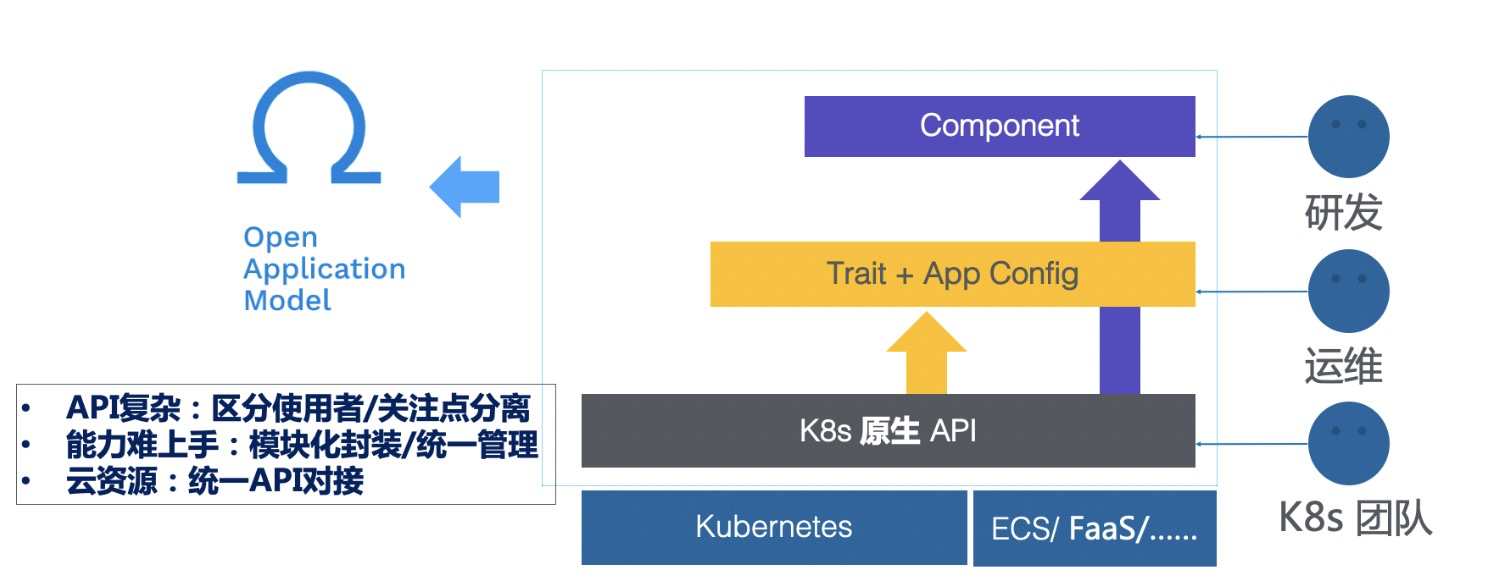 Component
研发
Open
Application
Model
Trait + App Config
运维
• API复杂：区分使用者/关注点分离
• 能力难上手：模块化封装/统一管理
• 云资源：统一API对接
K8s 原生 API
K8s 团队
Kubernetes
ECS/ FaaS/......